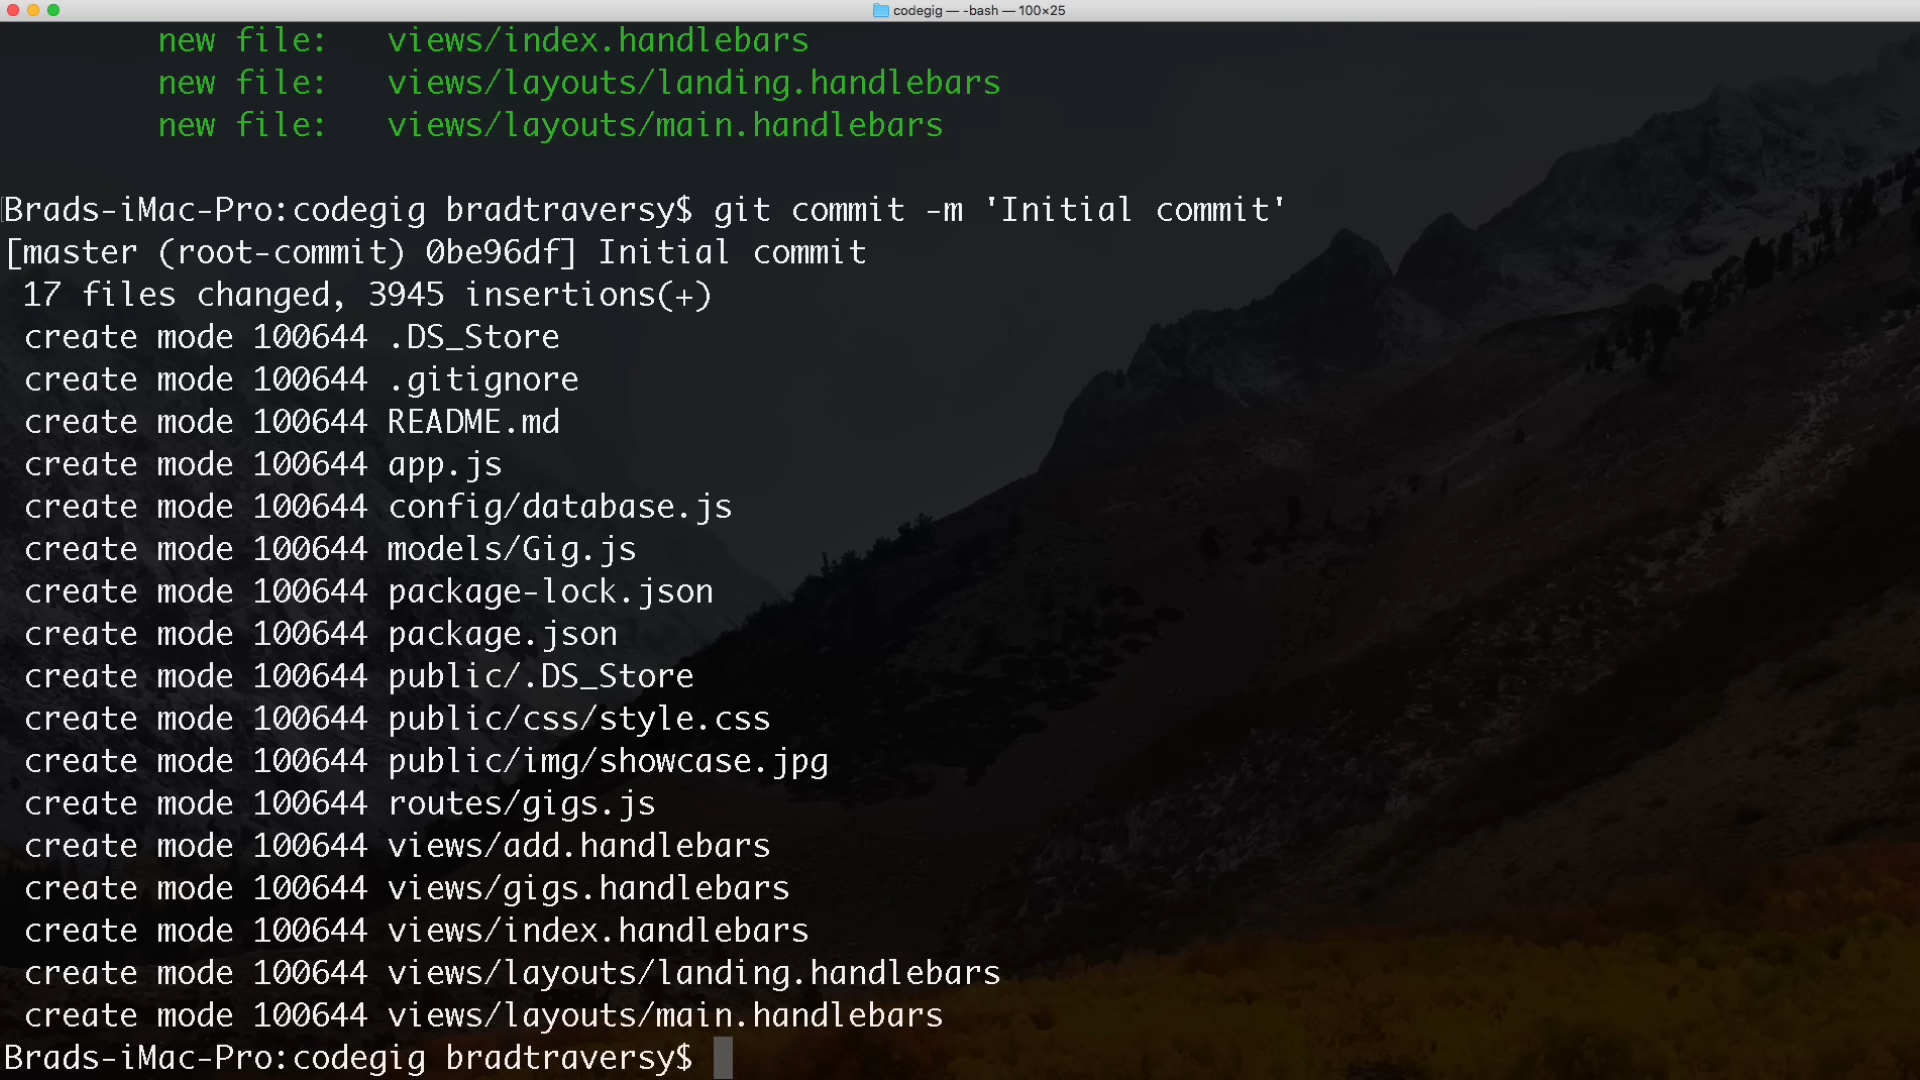 codegig — -bash — 100×25
new file:   views/index.handlebars
new file:   views/layouts/landing.handlebars
new file:   views/layouts/main.handlebars
Brads-iMac-Pro:codegig bradtraversy$ git commit -m 'Initial commit'
[master (root-commit) 0be96df] Initial commit
17 files changed, 3945 insertions(+)
create mode 100644 .DS_Store
create mode 100644 .gitignore
create mode 100644 README.md
create mode 100644 app.js
create mode 100644 config/database.js
create mode 100644 models/Gig.js
create mode 100644 package-lock.json
create mode 100644 package.json
create mode 100644 public/.DS_Store
create mode 100644 public/css/style.css
create mode 100644 public/img/showcase.jpg
create mode 100644 routes/gigs.js
create mode 100644 views/add.handlebars
create mode 100644 views/gigs.handlebars
create mode 100644 views/index.handlebars
create mode 100644 views/layouts/landing.handlebars
create mode 100644 views/layouts/main.handlebars
Brads-iMac-Pro:codegig bradtraversy$